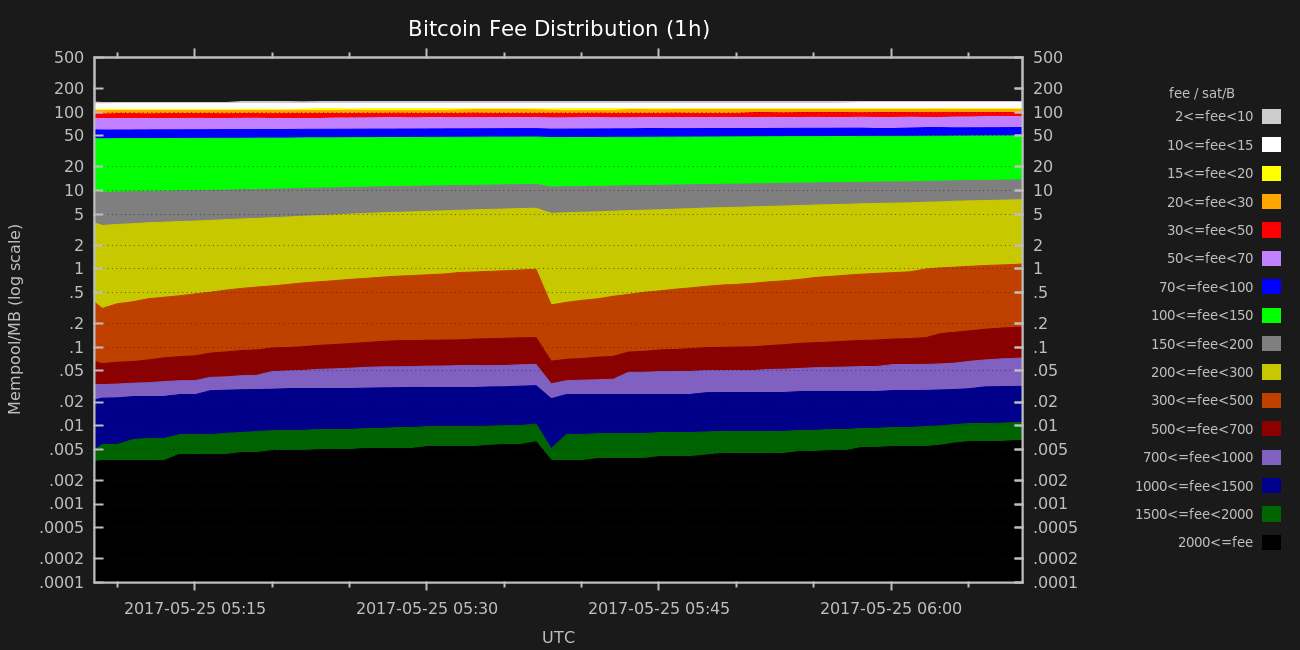 Bitcoin Fee Distribution (1h)
500
200
100
50
20
10
5
2
1
.5
.2
.1
.05
.02
.01
.005
.002
.001
.0005
.0002
.0001
Mempool/MB (log scale)
500
200
100
50
20
10
5
2
1
.5
.2
.1
.05
.02
.01
.005
.002
.001
.0005
.0002
.0001
2017-05-25 05:15
2017-05-25 05:30
2017-05-25 05:45
2017-05-25 06:00
UTC
fee / sat/B
2<=fee<10
10<=fee<15
15<=fee<20
20<=fee<30
30<=fee<50
50<=fee<70
70<=fee<100
100<=fee<150
150<=fee<200
200<=fee<300
300<=fee<500
500<=fee<700
700<=fee<1000
1000<=fee<1500
1500<=fee<2000
2000<=fee